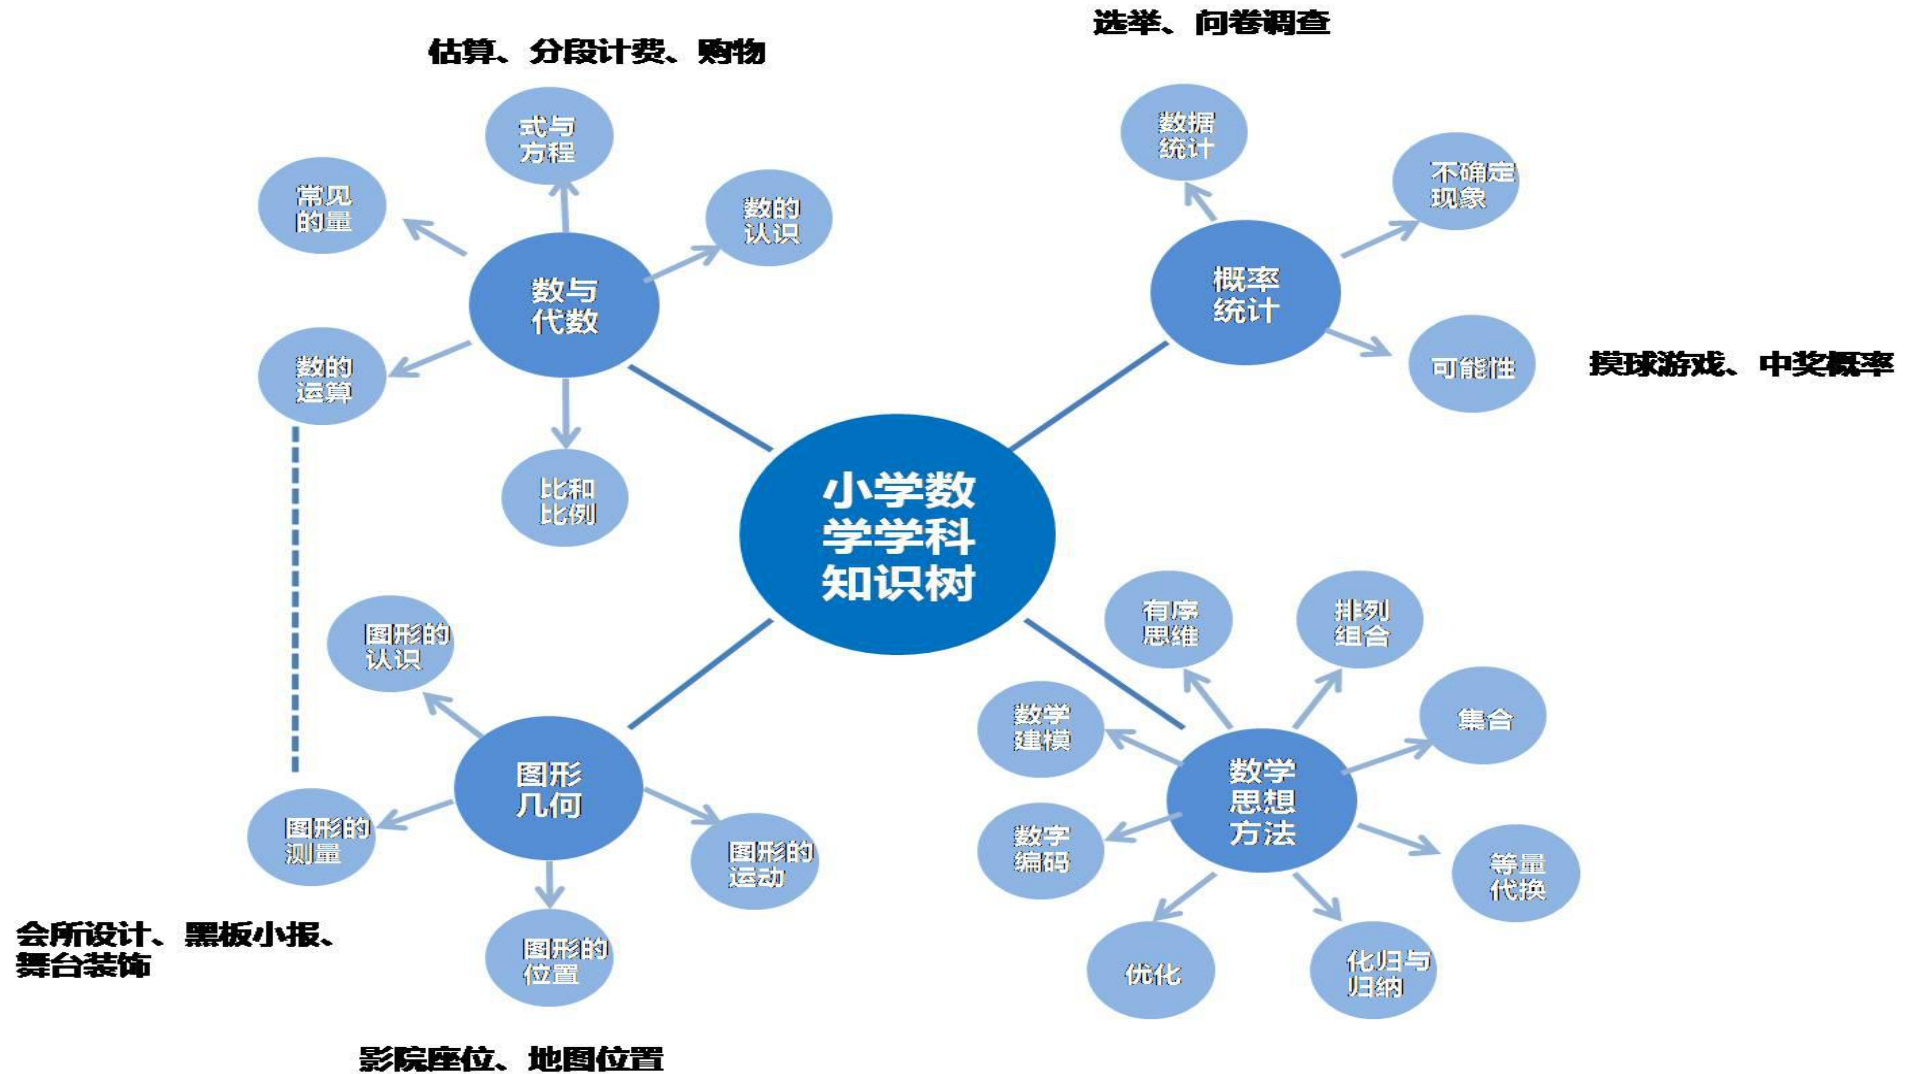 选举、问卷调查
估算、分段计费、购物
式与
方程
常见
的量
数的
认识
数与
代数
数的
运算
比和
比例
数据
统计
不确定
现象
概率
统计
可能性
摸球游戏、中奖概率
小学数
学学科
知识树
图形的
认识
图形
几何
图形的
测量
图形的
运动
图形的
位置
会所设计、黑板小报、
舞台装饰
影院座位、地图位置
有序
思维
排列
组合
数学
建模
集合
数学
思想
方法
数字
编码
等量
代换
优化
化归与
归纳